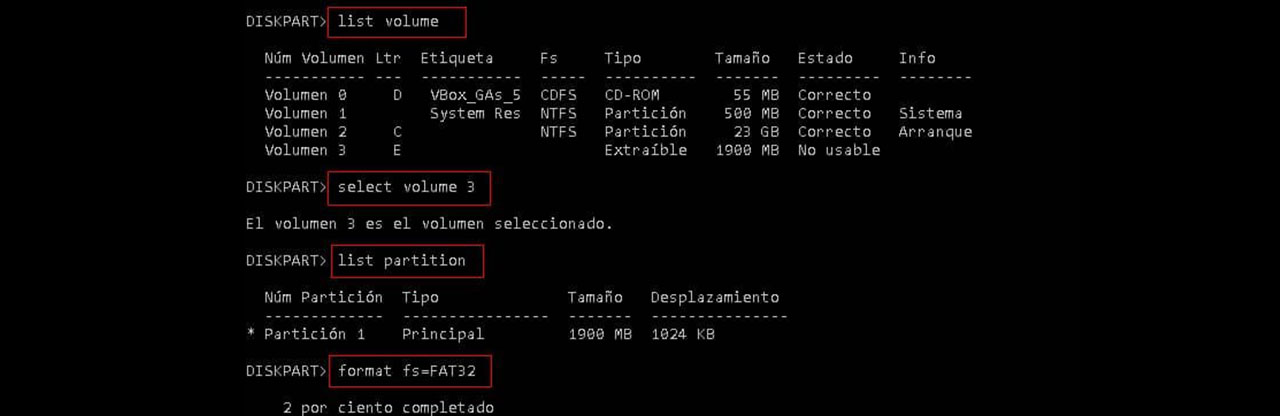 DISKPART> list volume
Núm Volumen Ltr Etiqueta Fs Tipo Tamaño Estado Info
----------- --- ----------- ----- ---------- ------- --------- --------
Volumen 0 D VBox_GAs_5 CDFS CD-ROM 55 MB Correcto
Volumen 1 System Res NTFS Partición 500 MB Correcto Sistema
Volumen 2 C NTFS Partición 23 GB Correcto Arranque
Volumen 3 E Extraíble 1900 MB No usable
DISKPART> select volume 3
El volumen 3 es el volumen seleccionado.
DISKPART> list partition
Núm Partición Tipo Tamaño Desplazamiento
------------- ---------------- ------- ---------------
* Partición 1 Principal 1900 MB 1024 KB
DISKPART> format fs=FAT32
2 por ciento completado